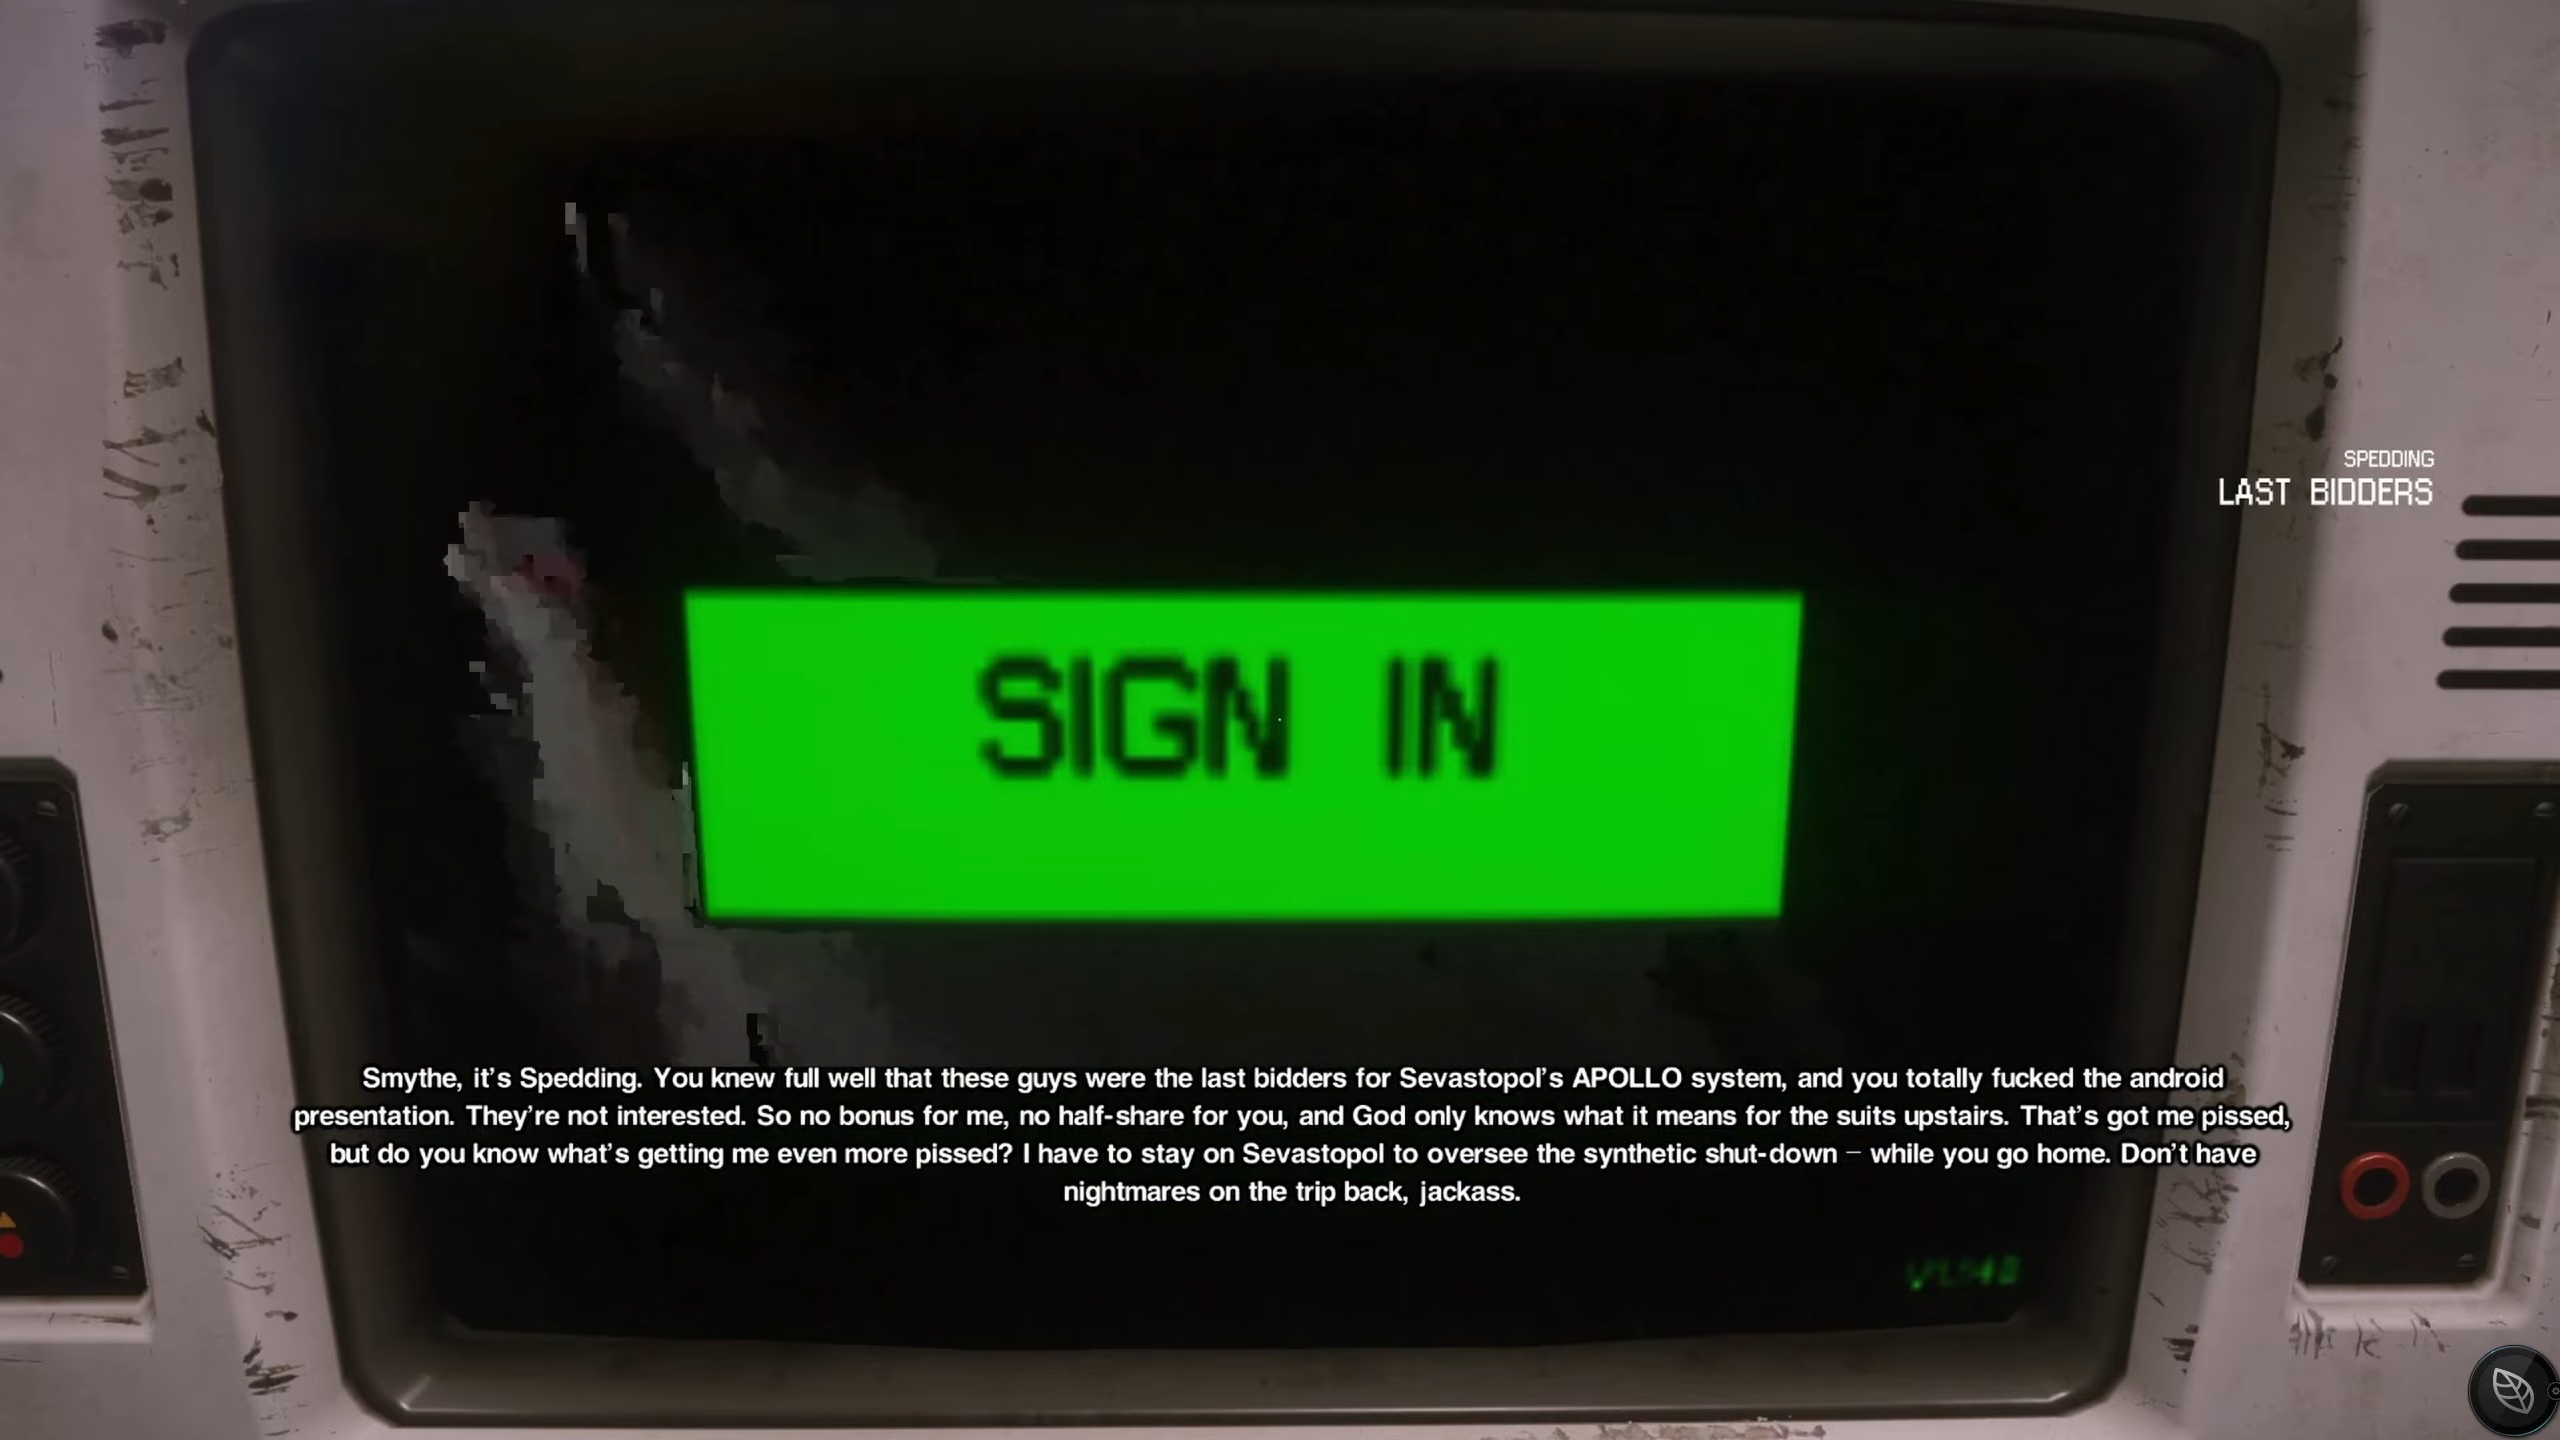 SPEDDING
LAST BIDDERS
SIGN IN
Smythe, it's Spedding. You knew full well that these guys were the last bidders for Sevastopol's APOLLO system, and you totally fucked the android
presentation. They're not interested. So no bonus for me, no half-share for you, and God only knows what it means for the suits upstairs. That's got me pissed,
but do you know what's getting me even more pissed? I have to stay on Sevastopol to oversee the synthetic shut-down – while you go home. Don't have
nightmares on the trip back, jackass.